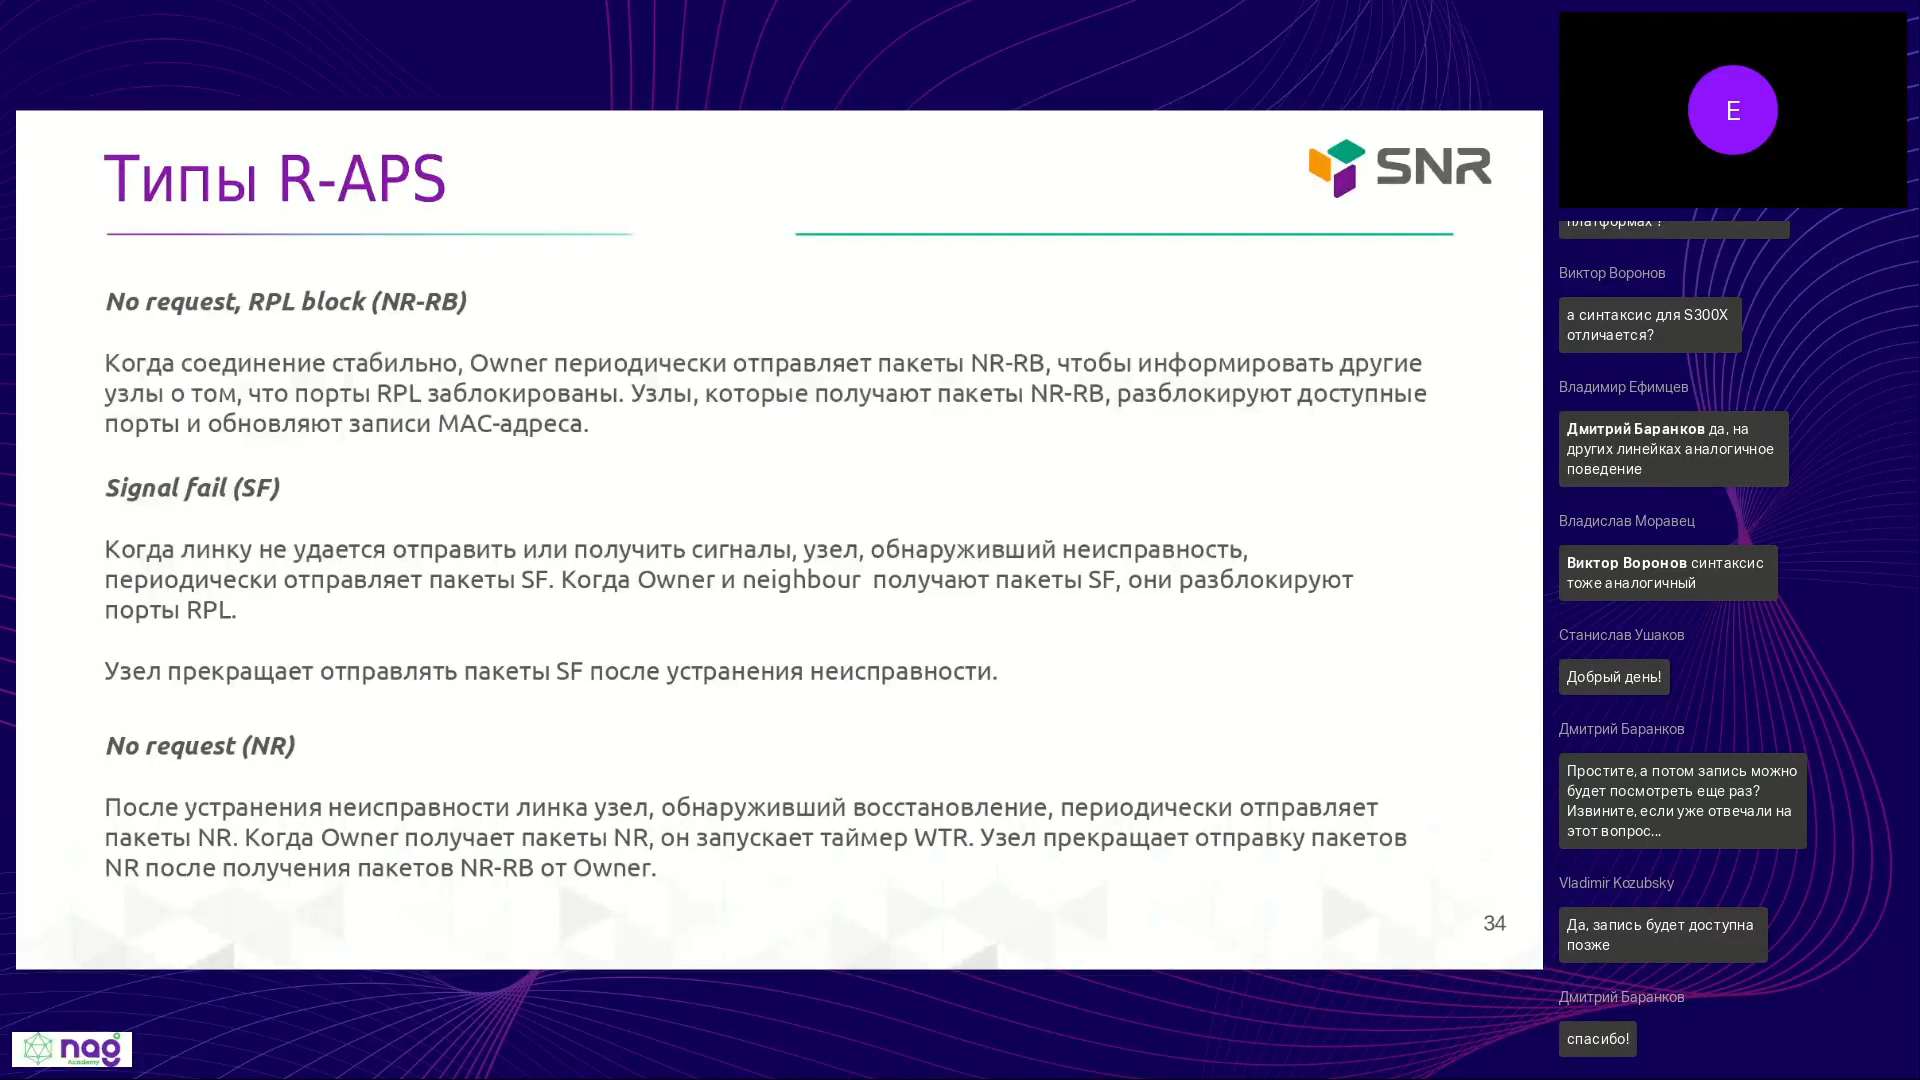 Типы R-APS
SNR
No request, RPL block (NR-RB)
Когда соединение стабильно, Owner периодически отправляет пакеты NR-RB, чтобы информировать другие
узлы о том, что порты RPL заблокированы. Узлы, которые получают пакеты NR-RB, разблокируют доступные
порты и обновляют записи MAC-адреса.
Signal fail (SF)
Когда линку не удается отправить или получить сигналы, узел, обнаруживший неисправность,
периодически отправляет пакеты SF. Когда Owner и neighbour получают пакеты SF, они разблокируют
порты RPL.
Узел прекращает отправлять пакеты SF после устранения неисправности.
No request (NR)
После устранения неисправности линка узел, обнаруживший восстановление, периодически отправляет
пакеты NR. Когда Owner получает пакеты NR, он запускает таймер WTR. Узел прекращает отправку пакетов
NR после получения пакетов NR-RB от Owner.
34
nag
Academy
E
платформах ?
Виктор Воронов
а синтаксис для S300X
отличается?
Владимир Ефимцев
Дмитрий Баранков да, на
других линейках аналогичное
поведение
Владислав Моравец
Виктор Воронов синтаксис
тоже аналогичный
Станислав Ушаков
Добрый день!
Дмитрий Баранков
Простите, а потом запись можно
будет посмотреть еще раз?
Извините, если уже отвечали на
этот вопрос...
Vladimir Kozubsky
Да, запись будет доступна
позже
Дмитрий Баранков
спасибо!